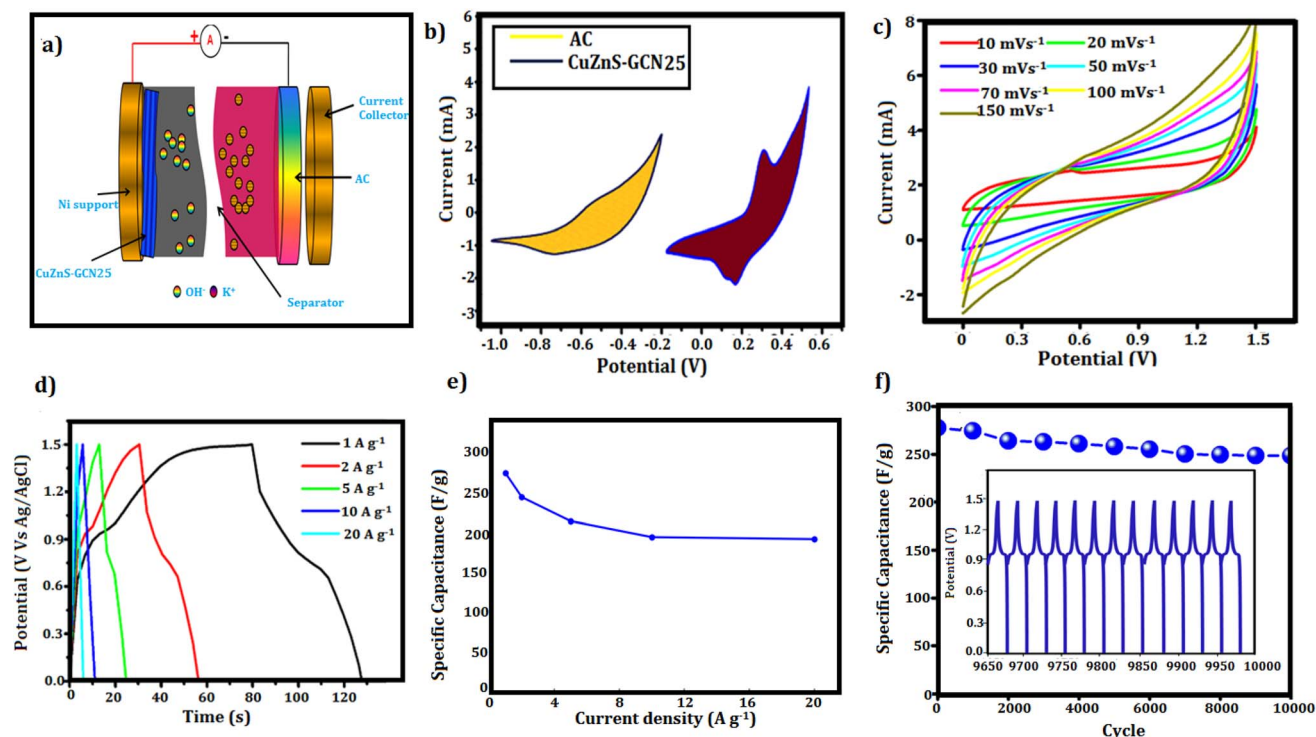 a)
+
A
-
Current
Collector
AC
Ni support
CuZnS-GCN25
OH⁻
K⁺
Separator
b)
AC
CuZnS-GCN25
Current (mA)
4
3
2
1
0
-1
-2
-3
-1.0 -0.8 -0.6 -0.4 -0.2 0.0 0.2 0.4 0.6
Potential (V)
c)
10 mVs⁻¹ 20 mVs⁻¹
30 mVs⁻¹ 50 mVs⁻¹
70 mVs⁻¹ 100 mVs⁻¹
150 mVs⁻¹
Current (mA)
8
6
4
2
0
-2
0 0.3 0.6 0.9 1.2 1.5
Potential (V)
d)
1 A g⁻¹
2 A g⁻¹
5 A g⁻¹
10 A g⁻¹
20 A g⁻¹
Potential (V Vs Ag/AgCl)
1.5
1.2
0.9
0.6
0.3
0.0
0 20 40 60 80 100 120
Time (s)
e)
Specific Capacitance (F/g)
300
250
200
150
100
50
0
0 4 8 12 16 20
Current density (A g⁻¹)
f)
Specific Capacitance (F/g)
300
250
200
150
100
50
0
0 2000 4000 6000 8000 10000
Cycle
Potential (V)
1.5
1.2
0.9
0.6
0.3
0.0
9650 9700 9750 9800 9850 9900 9950 10000